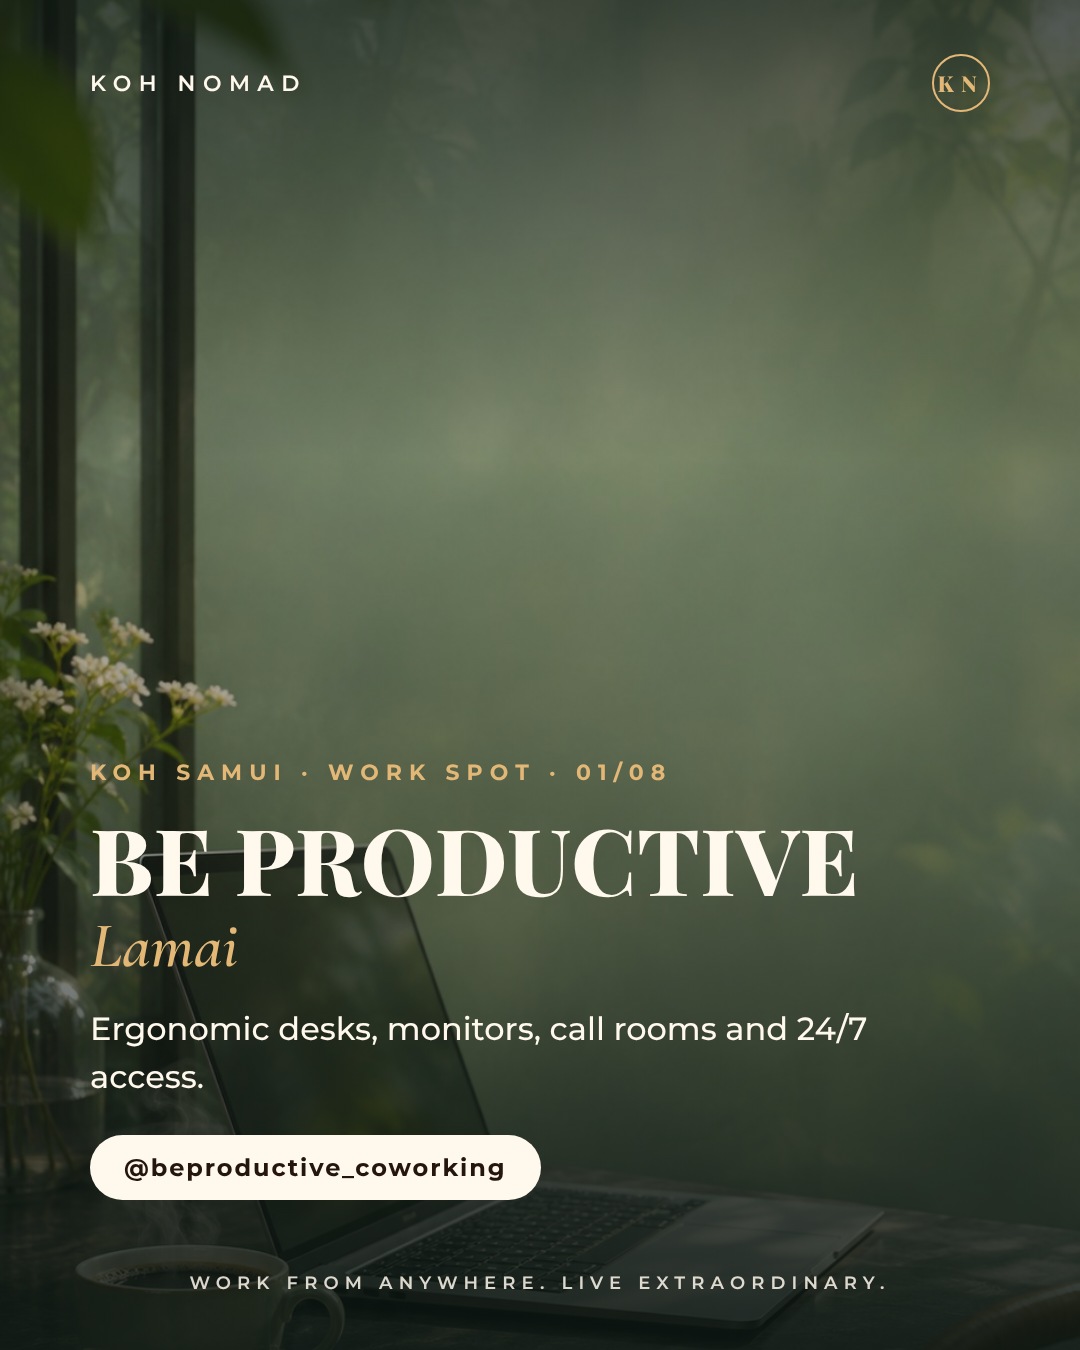 KOH NOMAD
KN
KOH SAMUI · WORK SPOT · 01/08
BE PRODUCTIVE
Lamai
Ergonomic desks, monitors, call rooms and 24/7
access.
@beproductive_coworking
WORK FROM ANYWHERE. LIVE EXTRAORDINARY.